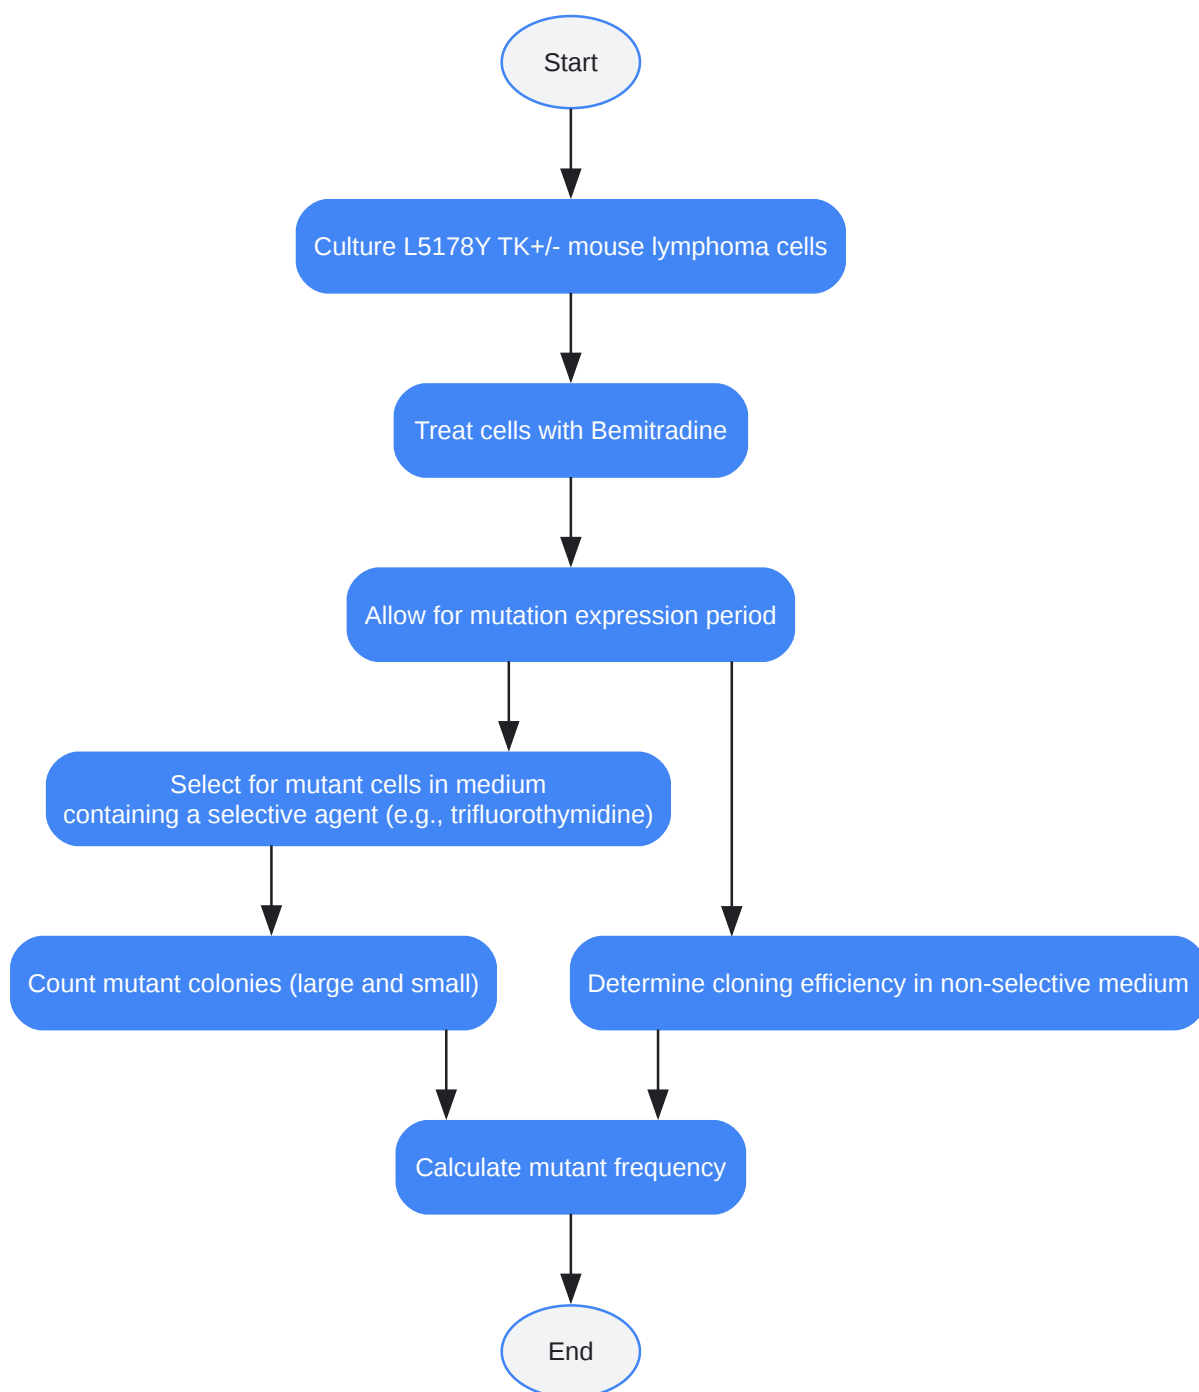 Start
Culture L5178Y TK+/- mouse lymphoma cells
Treat cells with Bemitradine
Allow for mutation expression period
Select for mutant cells in medium
containing a selective agent (e.g., trifluorothymidine)
Count mutant colonies (large and small)
Determine cloning efficiency in non-selective medium
Calculate mutant frequency
End